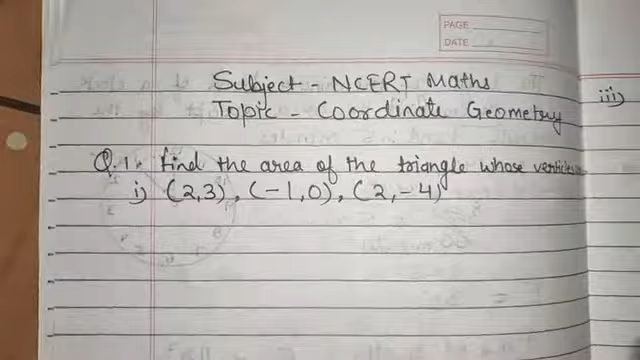 PAGE
DATE
Subject - NCERT Maths
Topic - Coordinate Geometry
iii)
Q.1. Find the area of the triangle whose vertices
i) (2,3), (-1,0), (2,-4)